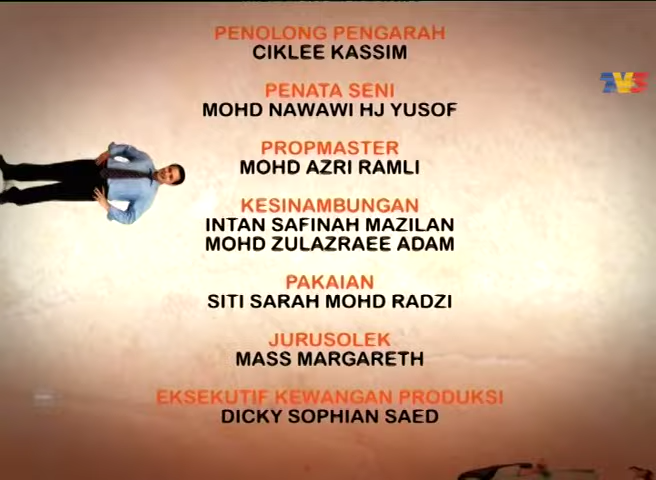 PENOLONG PENGARAH
CIKLEE KASSIM
PENATA SENI
MOHD NAWAWI HJ YUSOF
PROPMASTER
MOHD AZRI RAMLI
KESINAMBUNGAN
INTAN SAFINAH MAZILAN
MOHD ZULAZRAEE ADAM
PAKAIAN
SITI SARAH MOHD RADZI
JURUSOLEK
MASS MARGARETH
EKSEKUTIF KEWANGAN PRODUKSI
DICKY SOPHIAN SAED
TV3